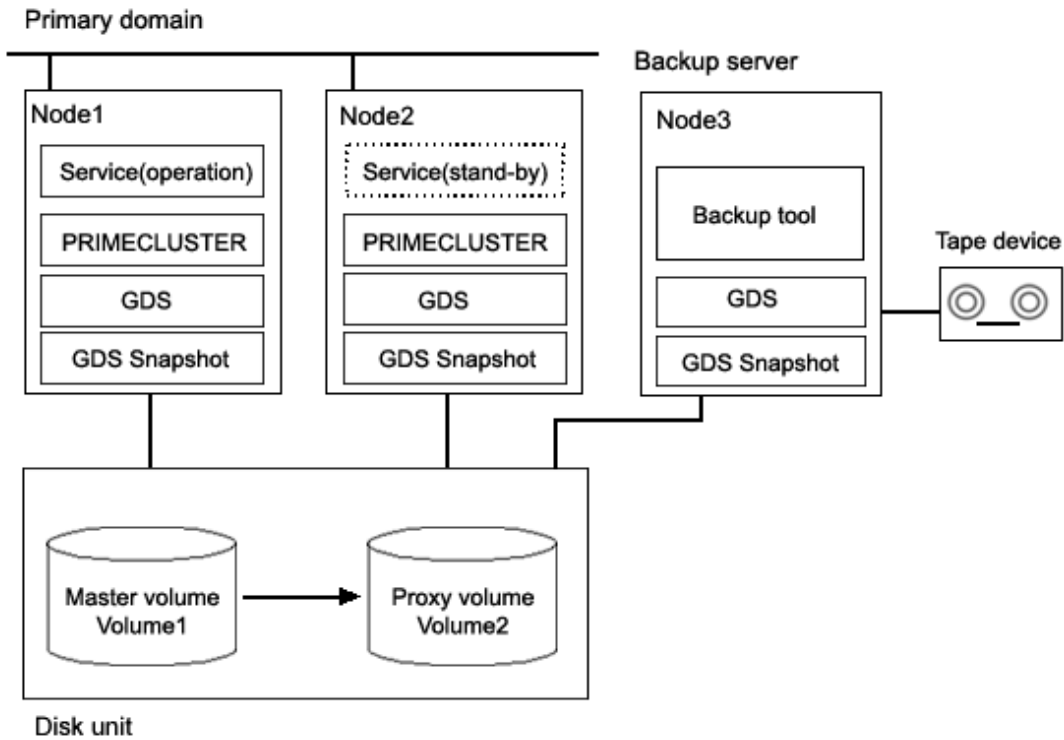 Primary domain
Backup server
Node1
Service(operation)
PRIMECLUSTER
GDS
GDS Snapshot
Node2
Service(stand-by)
PRIMECLUSTER
GDS
GDS Snapshot
Node3
Backup tool
GDS
GDS Snapshot
Tape device
Master volume
Volume1
Proxy volume
Volume2
Disk unit